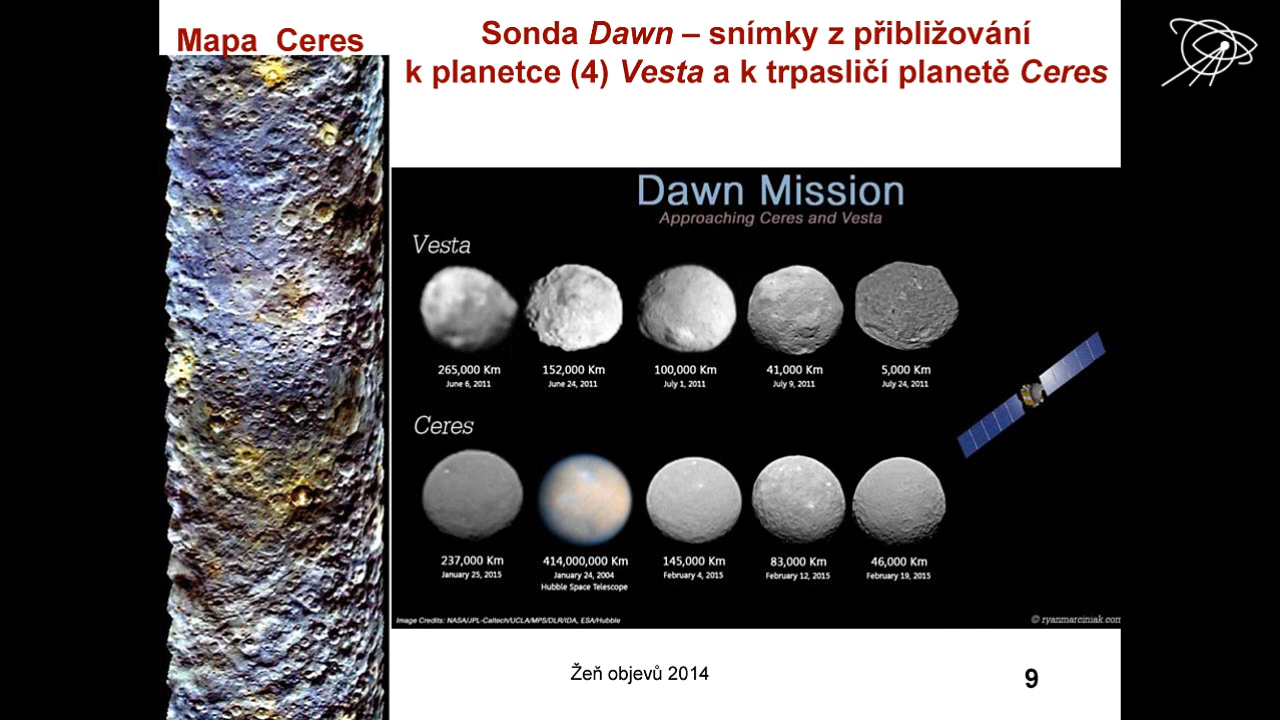 Mapa Ceres
Sonda Dawn – snímky z přibližování
k planetce (4) Vesta a k trpasličí planetě Ceres
Dawn Mission
Approaching Ceres and Vesta
Vesta
265,000 Km
June 6, 2011
152,000 Km
June 24, 2011
100,000 Km
July 1, 2011
41,000 Km
July 9, 2011
5,000 Km
July 24, 2011
Ceres
237,000 Km
January 25, 2015
414,000,000 Km
January 24, 2004
Hubble Space Telescope
145,000 Km
February 4, 2015
83,000 Km
February 12, 2015
46,000 Km
February 19, 2015
Image Credits: NASA/JPL-Caltech/UCLA/MPS/DLR/IDA, ESA/Hubble
© ryanmarciniak.con
Žeň objevů 2014
9